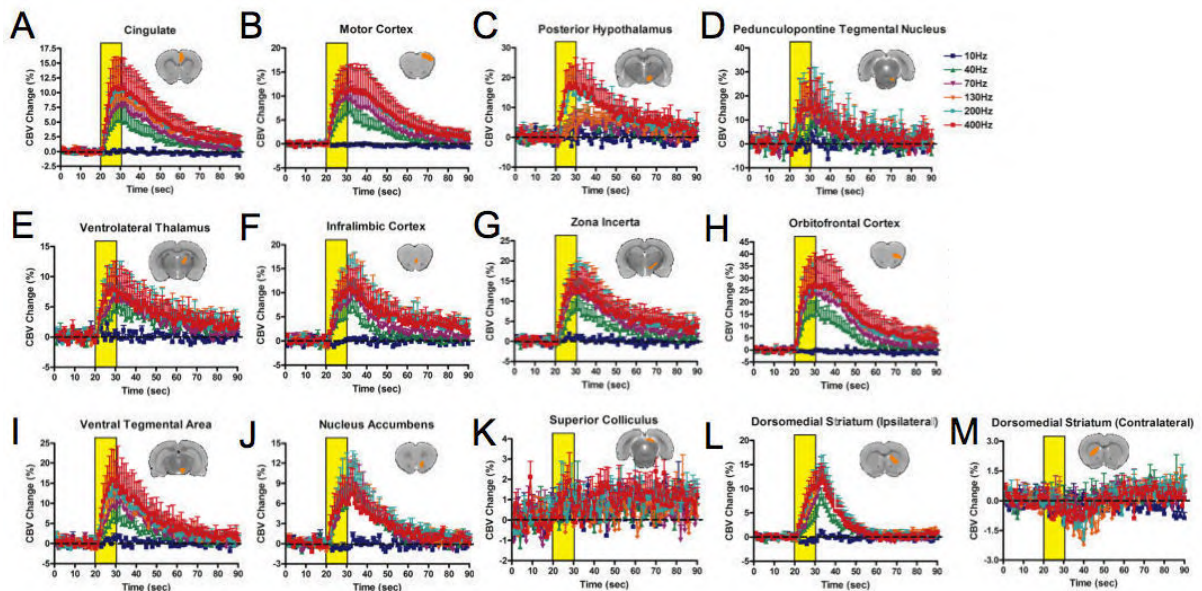 A
Cingulate
CBV Change (%)
17.5
15.0
12.5
10.0
7.5
5.0
2.5
0.0
-2.5
0 10 20 30 40 50 60 70 80 90
Time (sec)
B
Motor Cortex
CBV Change (%)
20
15
10
5
0
-5
0 10 20 30 40 50 60 70 80 90
Time (sec)
C
Posterior Hypothalamus
CBV Change (%)
30
20
10
0
-10
0 10 20 30 40 50 60 70 80 90
Time (sec)
D
Pedunculopontine Tegmental Nucleus
CBV Change (%)
40
30
20
10
0
-10
0 10 20 30 40 50 60 70 80 90
Time (sec)
10Hz
40Hz
70Hz
130Hz
200Hz
400Hz
E
Ventrolateral Thalamus
CBV Change (%)
15
10
5
0
-5
0 10 20 30 40 50 60 70 80 90
Time (sec)
F
Infralimbic Cortex
CBV Change (%)
20
15
10
5
0
-5
0 10 20 30 40 50 60 70 80 90
Time (sec)
G
Zona Incerta
CBV Change (%)
25
20
15
10
5
0
-5
0 10 20 30 40 50 60 70 80 90
Time (sec)
H
Orbitofrontal Cortex
CBV Change (%)
45
40
35
30
25
20
15
10
5
0
-5
0 10 20 30 40 50 60 70 80 90
Time (sec)
I
Ventral Tegmental Area
CBV Change (%)
25
20
15
10
5
0
-5
0 10 20 30 40 50 60 70 80 90
Time (sec)
J
Nucleus Accumbens
CBV Change (%)
15
12
9
6
3
0
-3
0 10 20 30 40 50 60 70 80 90
Time (sec)
K
Superior Colliculus
CBV Change (%)
4
3
2
1
0
-1
-2
0 10 20 30 40 50 60 70 80 90
Time (sec)
L
Dorsomedial Striatum (Ipsilateral)
CBV Change (%)
20
15
10
5
0
-5
0 10 20 30 40 50 60 70 80 90
Time (sec)
M
Dorsomedial Striatum (Contralateral)
CBV Change (%)
3.0
1.5
0.0
-1.5
-3.0
0 10 20 30 40 50 60 70 80 90
Time (sec)